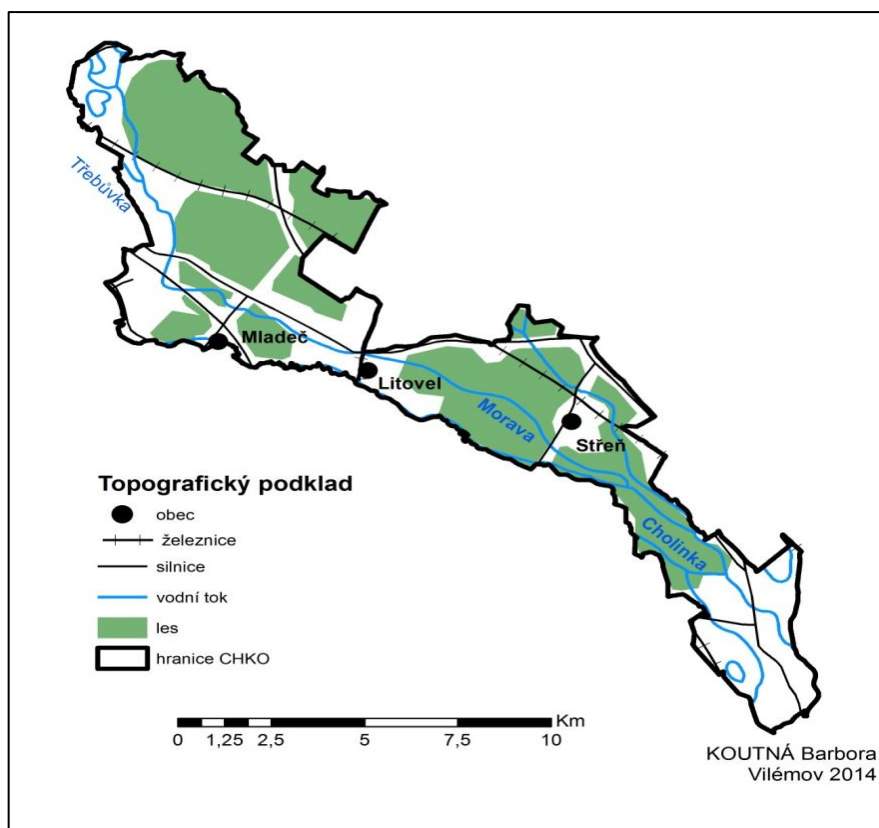 Třebůvka
Mladeč
Litovel
Morava
Střeň
Cholinka
Topografický podklad
obec
železnice
silnice
vodní tok
les
hranice CHKO
Km
0 1,25 2,5 5 7,5 10
KOUTNÁ Barbora
Vilémov 2014